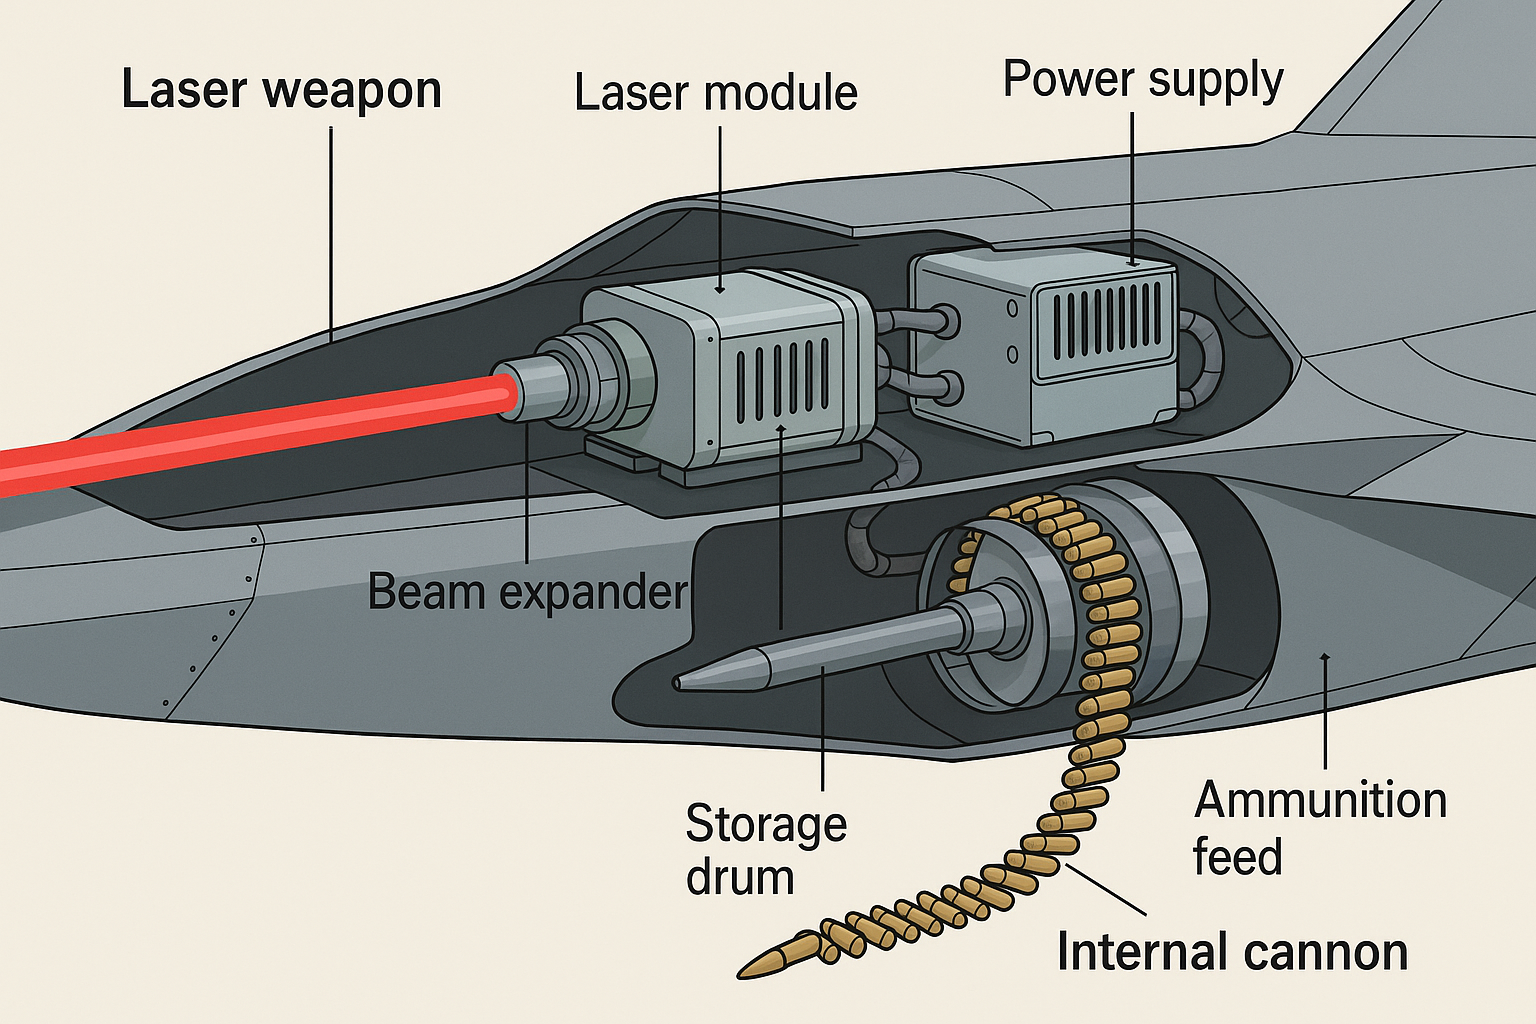 Laser weapon
Laser module
Power supply
Beam expander
Storage
drum
Ammunition
feed
Internal cannon